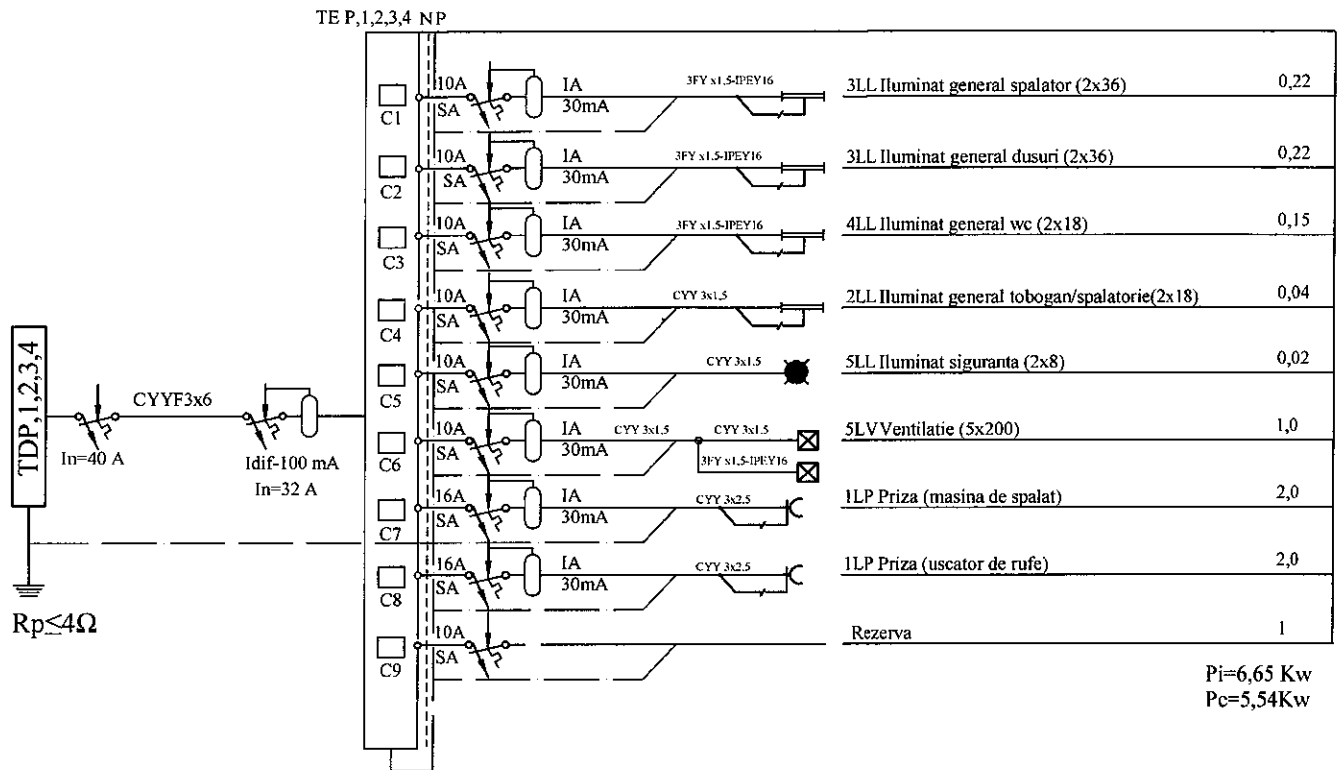 TE P,1,2,3,4 N P
C1
10A
SA
IA
30mA
3FY x1,5-IPEY16
3LL Iluminat general spalator (2x36)
0,22
C2
10A
SA
IA
30mA
3FY x1,5-IPEY16
3LL Iluminat general dusuri (2x36)
0,22
C3
10A
SA
IA
30mA
3FY x1,5-IPEY16
4LL Iluminat general wc (2x18)
0,15
C4
10A
SA
IA
30mA
CYY 3x1,5
2LL Iluminat general tobogan/spalatorie(2x18)
0,04
C5
10A
SA
IA
30mA
CYY 3x1,5
5LL Iluminat siguranta (2x8)
0,02
C6
10A
SA
IA
30mA
CYY 3x1,5
CYY 3x1,5
3FY x1,5-IPEY16
5LV Ventilatie (5x200)
1,0
C7
16A
SA
IA
30mA
CYY 3x2.5
1LP Priza (masina de spalat)
2,0
C8
16A
SA
IA
30mA
CYY 3x2.5
1LP Priza (uscator de rufe)
2,0
C9
10A
SA
Rezerva
1
TDP,1,2,3,4
In=40 A
CYYF3x6
Idif-100 mA
In=32 A
Rp≤4Ω
Pi=6,65 Kw
Pc=5,54Kw